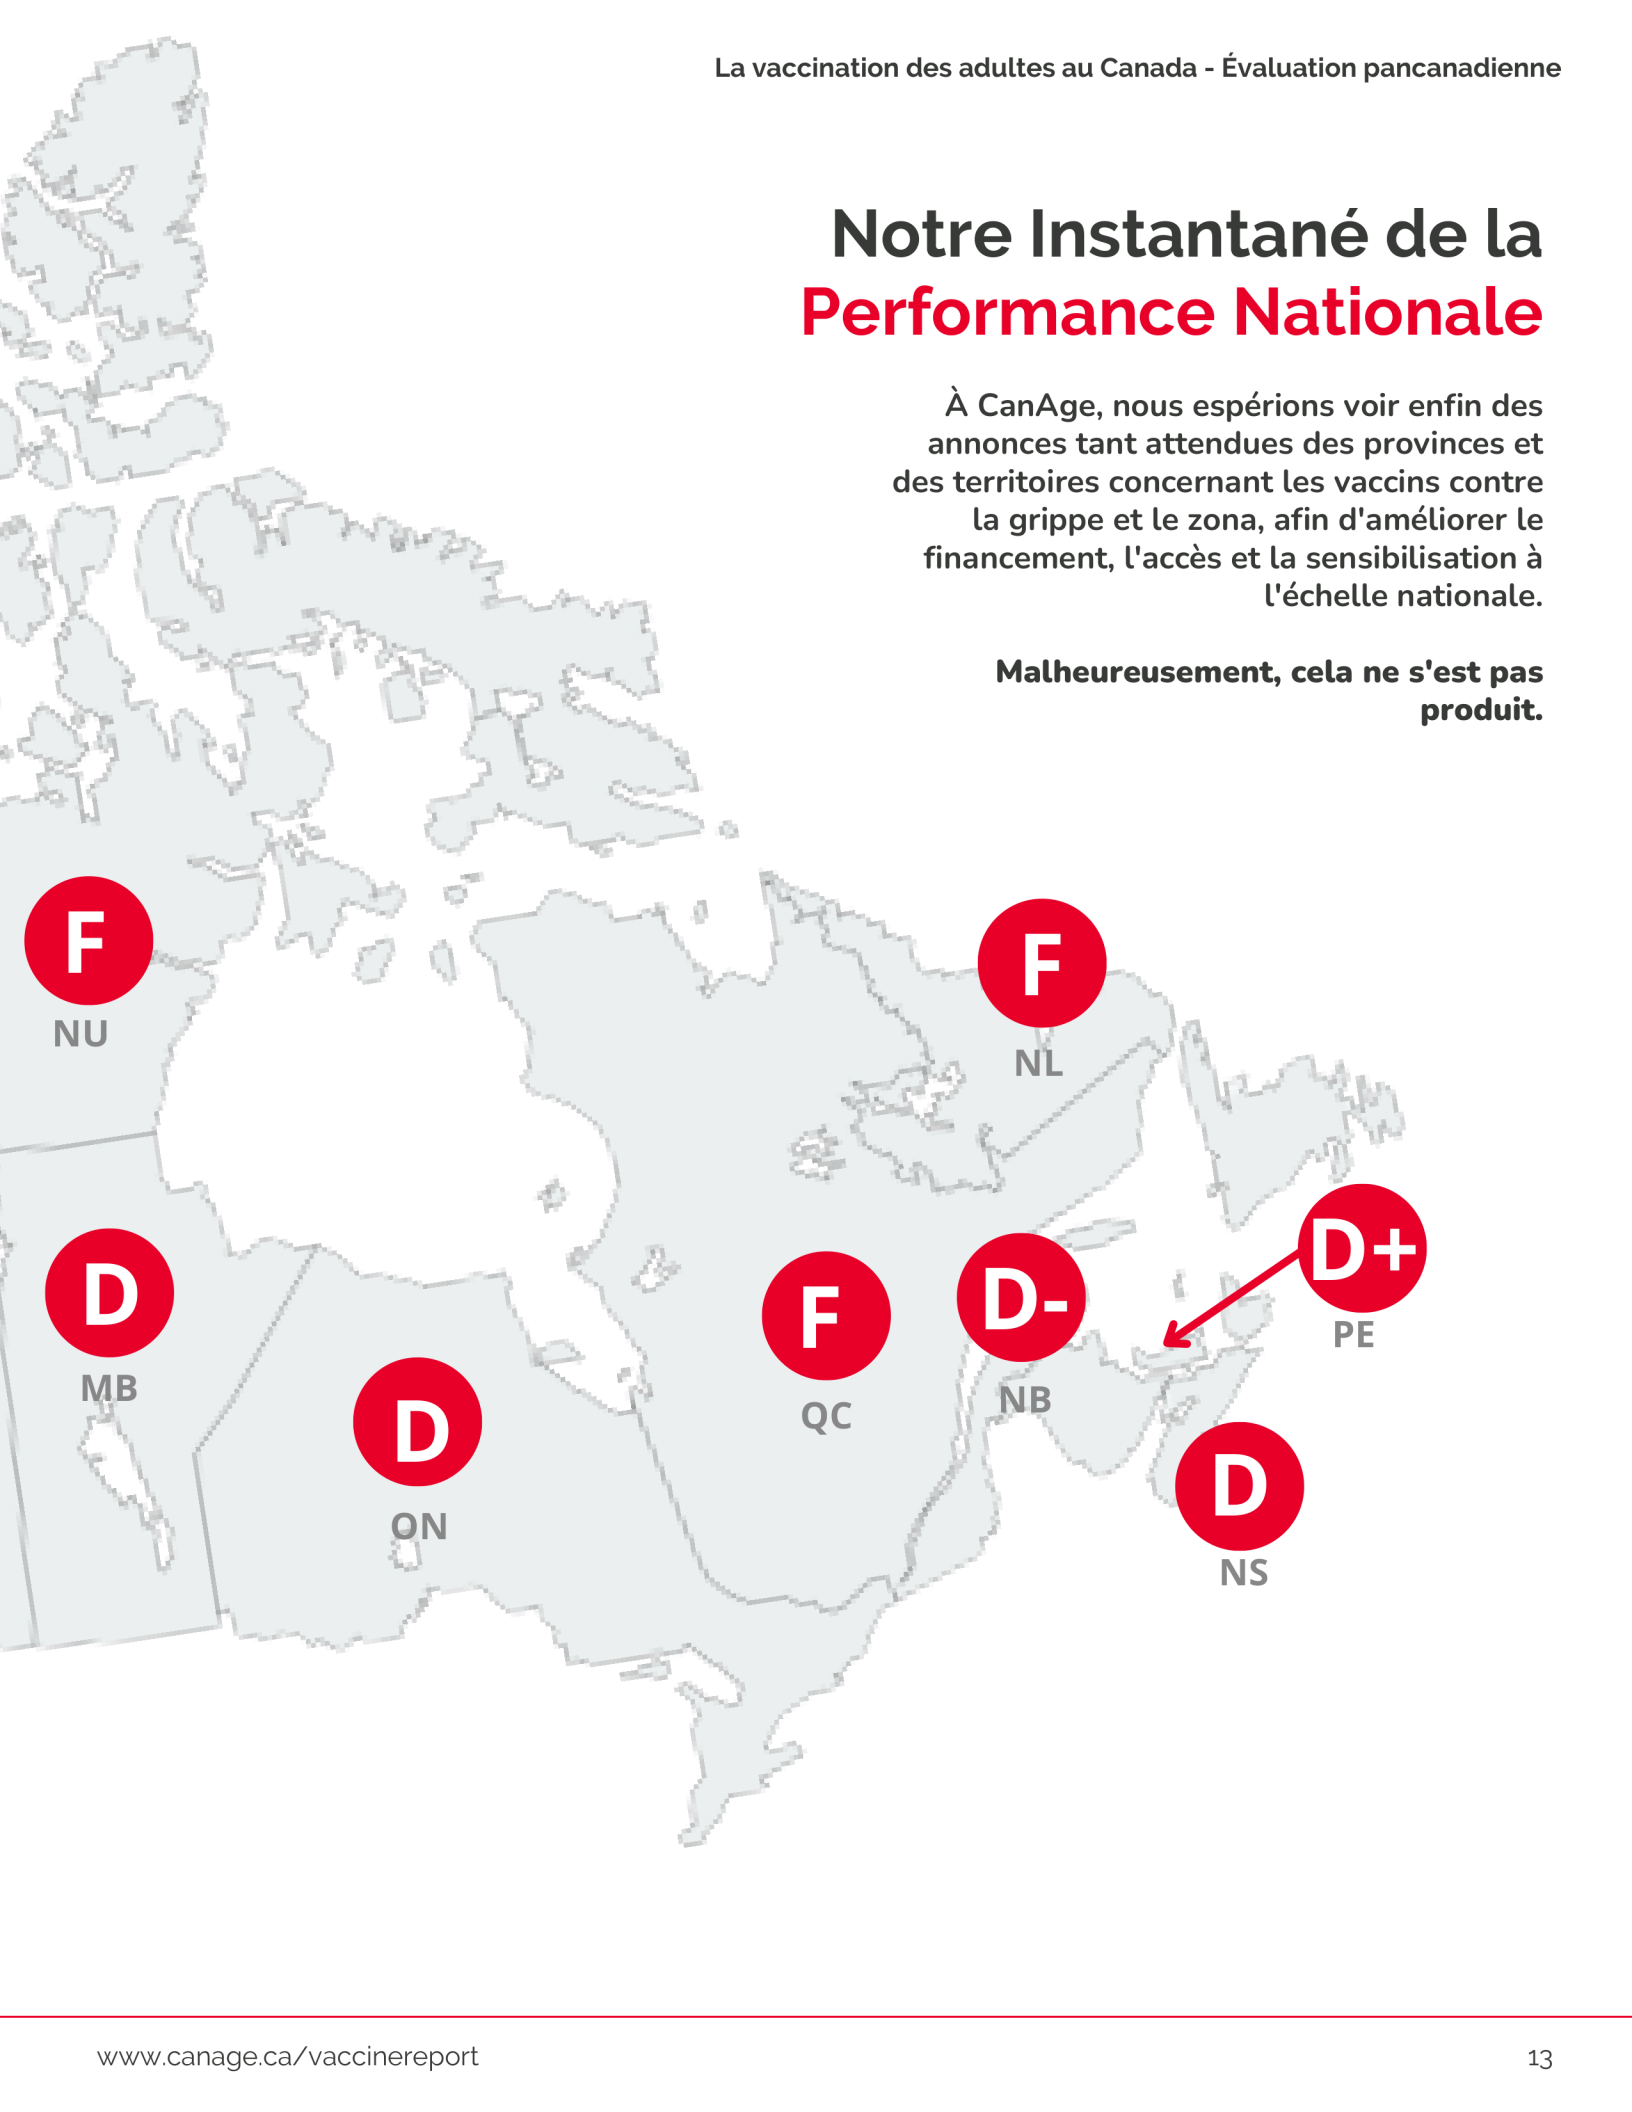 La vaccination des adultes au Canada - Évaluation pancanadienne
Notre Instantané de la
Performance Nationale
À CanAge, nous espérions voir enfin des
annonces tant attendues des provinces et
des territoires concernant les vaccins contre
la grippe et le zona, afin d'améliorer le
financement, l'accès et la sensibilisation à
l'échelle nationale.
Malheureusement, cela ne s'est pas
produit.
F
NU
F
NL
D+
PE
D
MB
F
QC
D-
NB
D
ON
D
NS
www.canage.ca/vaccinereport
13